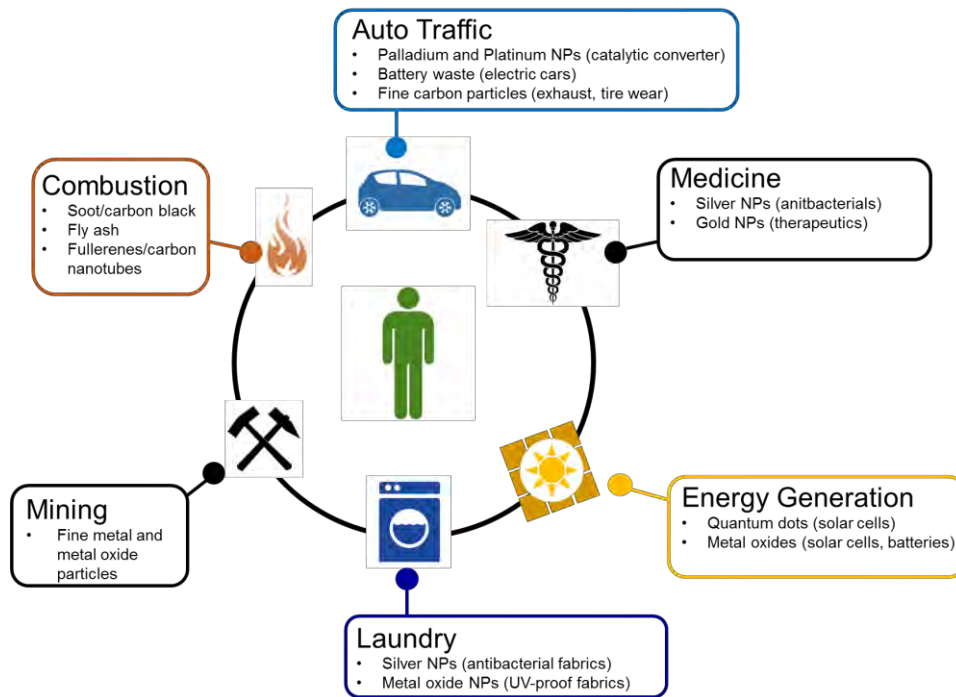 Auto Traffic
• Palladium and Platinum NPs (catalytic converter)
• Battery waste (electric cars)
• Fine carbon particles (exhaust, tire wear)
Combustion
• Soot/carbon black
• Fly ash
• Fullerenes/carbon
nanotubes
Medicine
• Silver NPs (anitbacterials)
• Gold NPs (therapeutics)
Mining
• Fine metal and
metal oxide
particles
Energy Generation
• Quantum dots (solar cells)
• Metal oxides (solar cells, batteries)
Laundry
• Silver NPs (antibacterial fabrics)
• Metal oxide NPs (UV-proof fabrics)